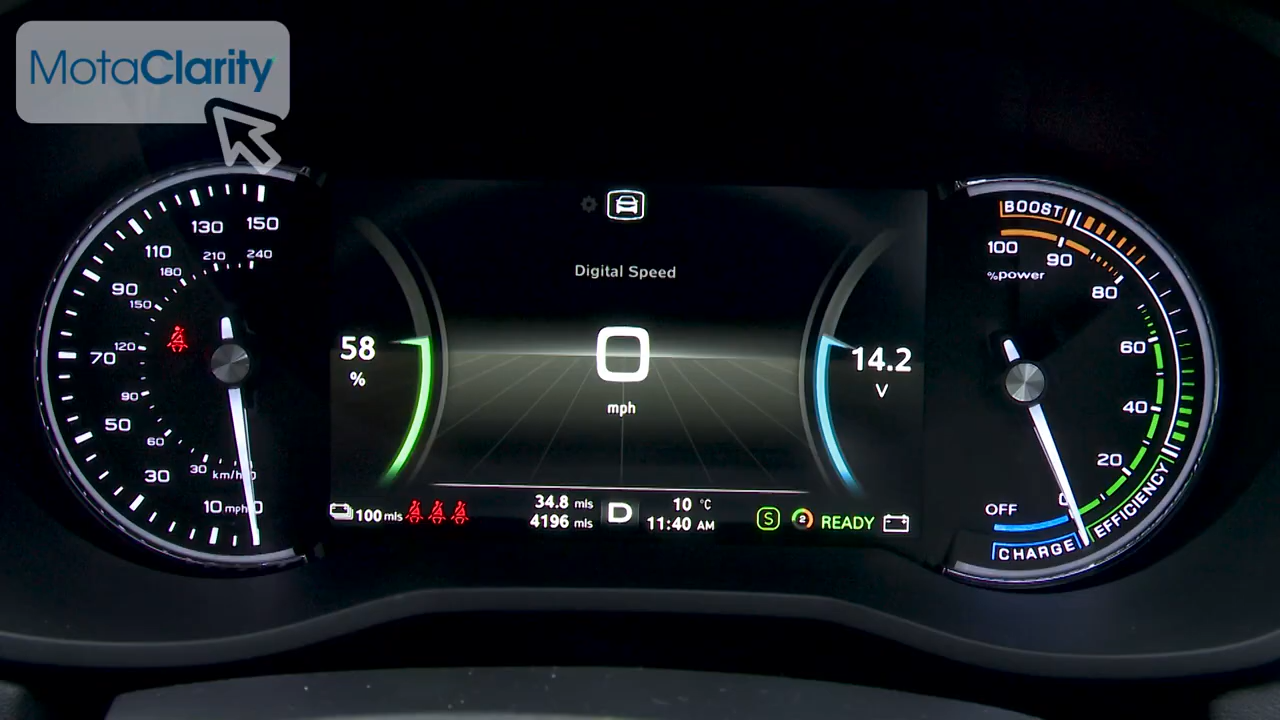 MotaClarity
130 150
110
210 240
180
90
150
120
70
90
50
60
30
30 km/h 0
10 mph 0
Digital Speed
0
mph
58
%
14.2
V
100 mls
34.8 mls
4196 mls
D
10 °C
11:40 AM
S
2
READY
BOOST
100
90
%power
80
60
40
20
0
OFF
CHARGE
EFFICIENCY